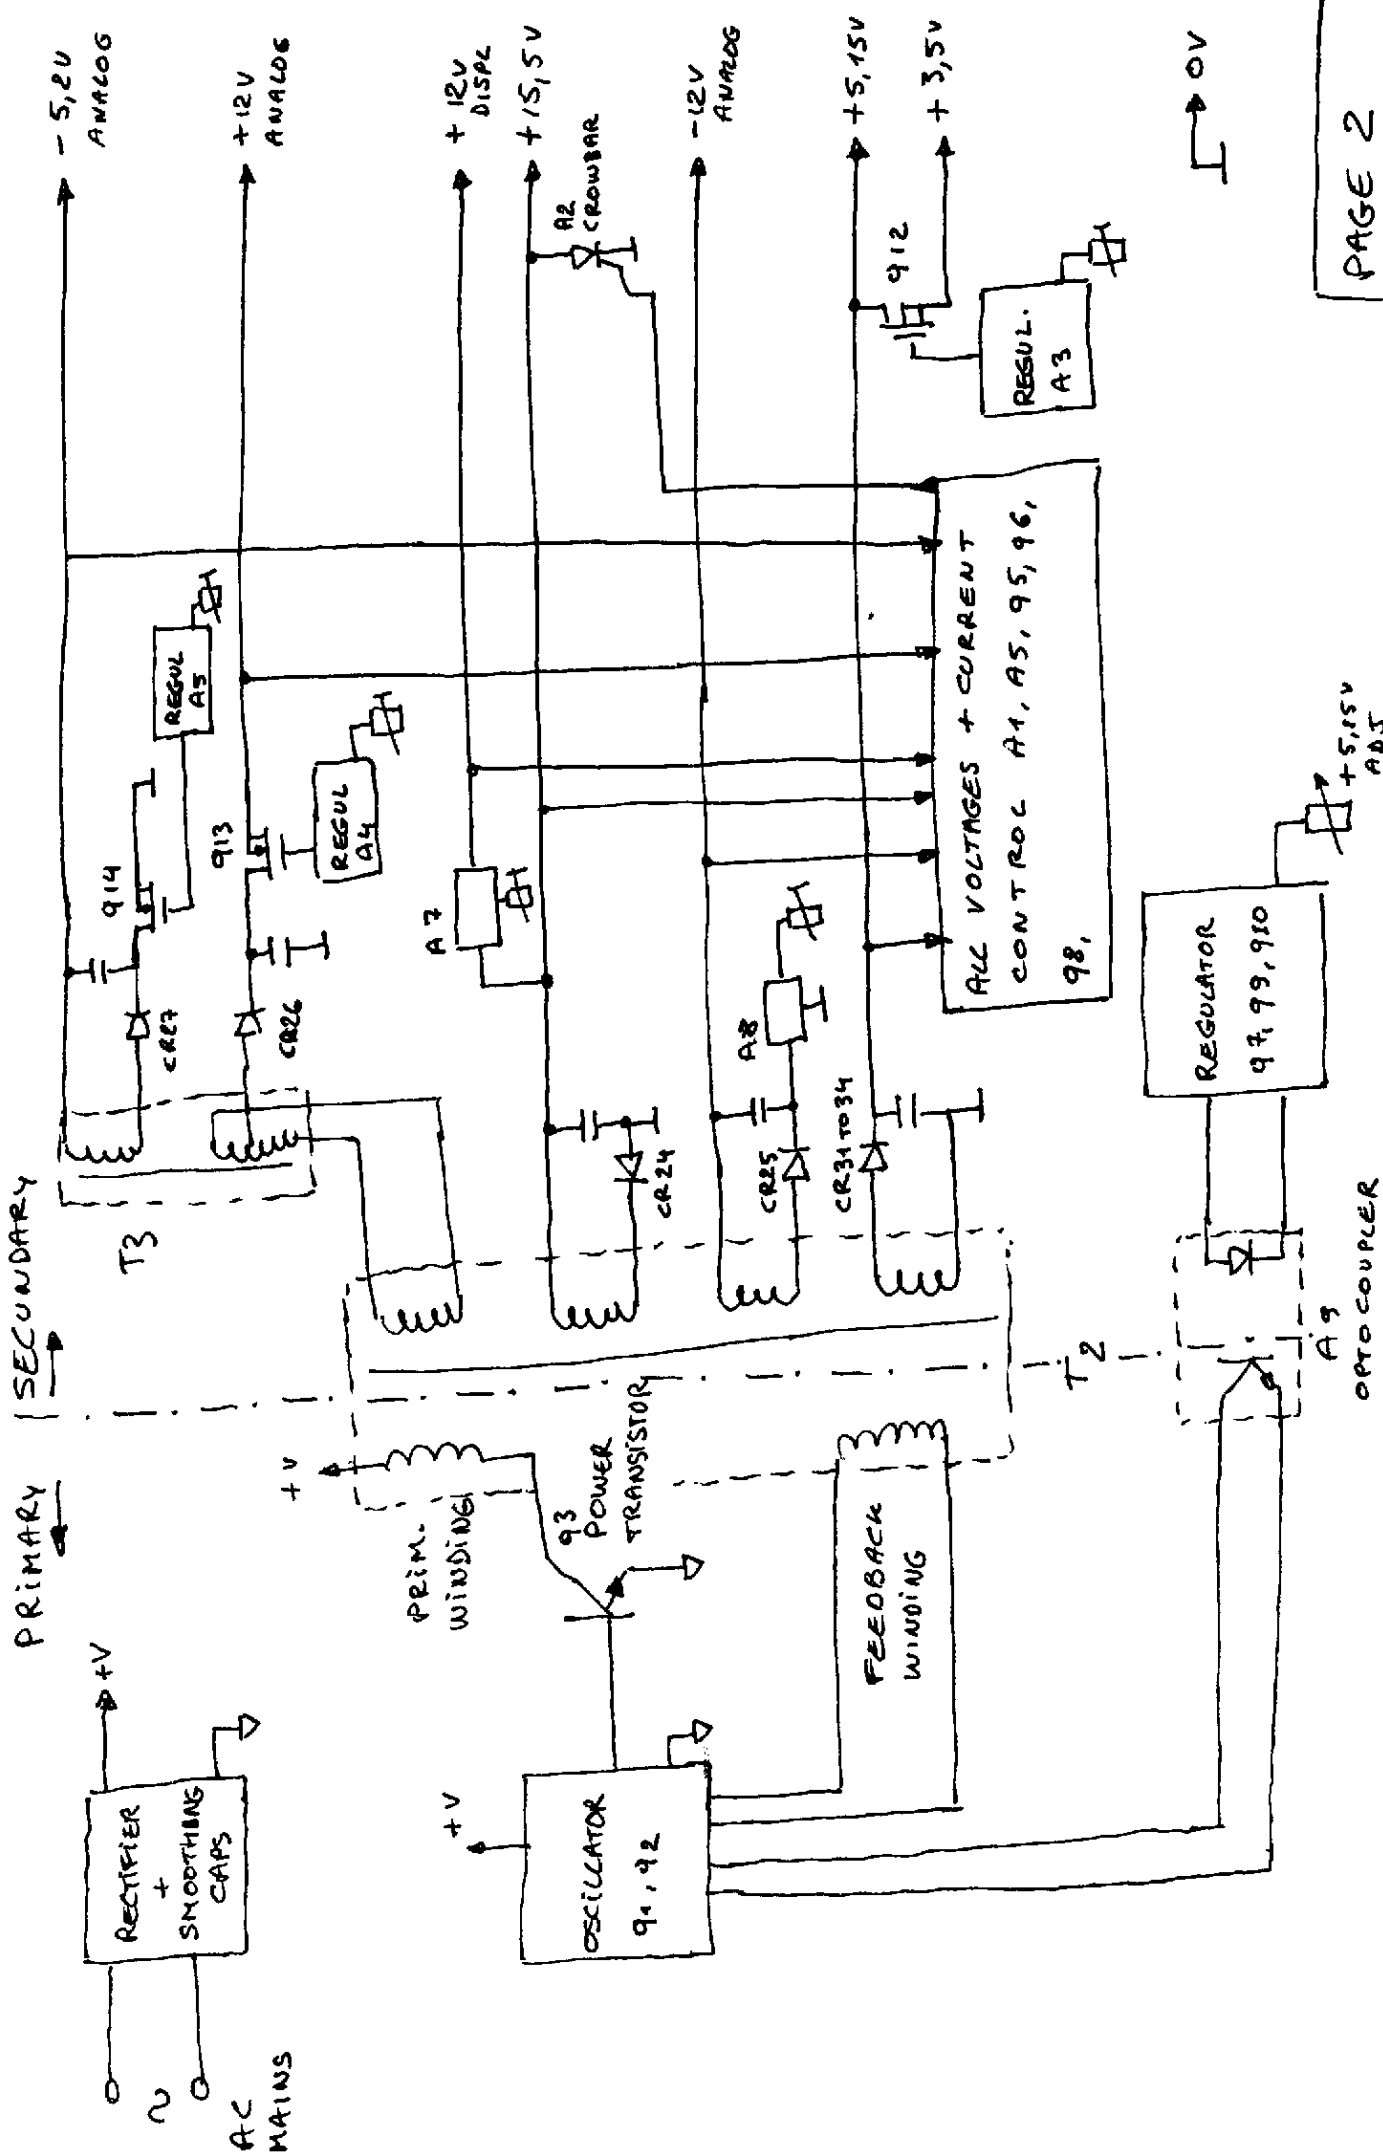 PRIMARY
SECUNDARY
AC
MAINS
~
RECTIFIER
+
SMOOTHING
CAPS
+V
OSCILLATOR
q1, q2
+V
PRIM.
WINDING
+V
q3
POWER
TRANSISTOR
FEEDBACK
WINDING
T3
T2
A9
OPTO COUPLER
CR27
CR26
CR24
CR25
CR31 TO 34
q14
q13
REGUL
A5
REGUL
A4
A7
A8
ALL VOLTAGES + CURRENT
CONTROL A1, A5, q5, q6,
q8,
REGULATOR
q7, q9, q10
+5,15V
ADJ
A2
CROWBAR
q12
REGUL.
A3
-5,2V
ANALOG
+12V
ANALOG
+12V
DISPL
+15,5V
-12V
ANALOG
+5,15V
+3,5V
0V
PAGE 2